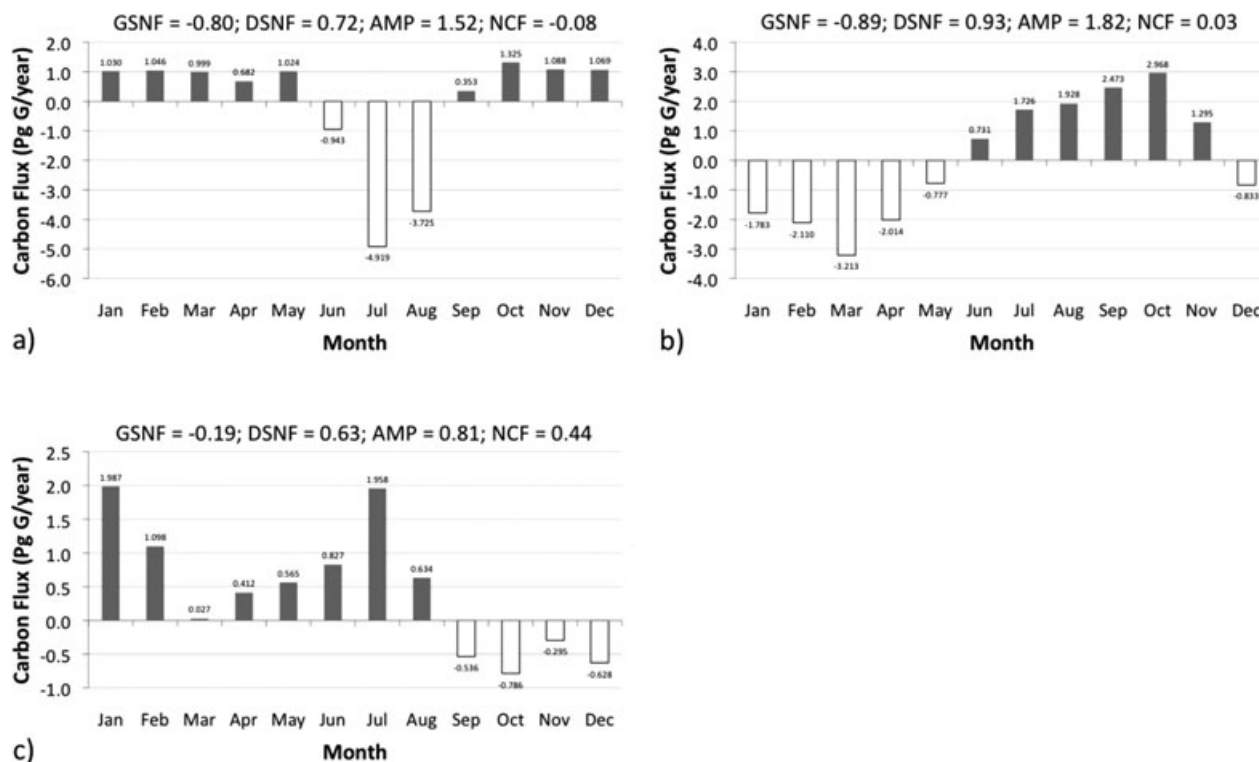 GSNF = -0.80; DSNF = 0.72; AMP = 1.52; NCF = -0.08
Carbon Flux (Pg G/year)
2.0
1.0
0.0
-1.0
-2.0
-3.0
-4.0
-5.0
-6.0
1.030 1.046 0.999 0.682 1.024 -0.943 -4.919 -3.725 0.353 1.325 1.088 1.069
Jan Feb Mar Apr May Jun Jul Aug Sep Oct Nov Dec
Month
a)
GSNF = -0.89; DSNF = 0.93; AMP = 1.82; NCF = 0.03
Carbon Flux (Pg G/year)
4.0
3.0
2.0
1.0
0.0
-1.0
-2.0
-3.0
-4.0
-1.783 -2.110 -3.213 -2.014 -0.777 0.731 1.726 1.928 2.473 2.968 1.295 -0.833
Jan Feb Mar Apr May Jun Jul Aug Sep Oct Nov Dec
Month
b)
GSNF = -0.19; DSNF = 0.63; AMP = 0.81; NCF = 0.44
Carbon Flux (Pg G/year)
2.5
2.0
1.5
1.0
0.5
0.0
-0.5
-1.0
1.987 1.098 0.027 0.412 0.565 0.827 1.958 0.634 -0.536 -0.786 -0.295 -0.628
Jan Feb Mar Apr May Jun Jul Aug Sep Oct Nov Dec
Month
c)